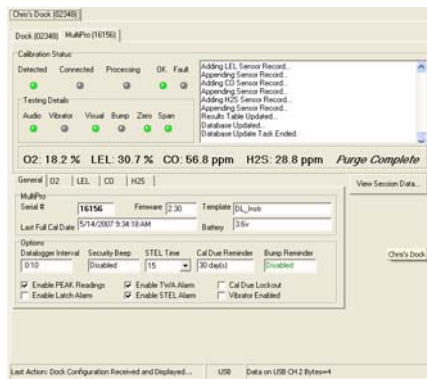 Chris's Dock (02348)
Dock (02348) MultiPro (16156)
Calibration Status
Detected Connected Processing OK Fault
Testing Details
Audio Vibrator Visual Bump Zero Span
Adding LEL Sensor Record...
Appending Sensor Record...
Adding CO Sensor Record...
Appending Sensor Record...
Adding H2S Sensor Record...
Appending Sensor Record...
Results Table Updated...
Database Updated...
Database Update Task Ended.
O2: 18.2 % LEL: 30.7 % CO: 56.8 ppm H2S: 28.8 ppm Purge Complete
General O2 LEL CO H2S
View Session Data...
MultiPro
Serial # 16156 Firmware 2.30 Template DL_Instr
Last Full Cal Date 5/14/2007 9:34:18 AM Battery 3.6v
Options
Datalogger Interval Security Beep STEL Time Cal Due Reminder Bump Reminder
0:10 Disabled 15 30 day(s) Disabled
Chris's Dock
Enable PEAK Readings Enable TWA Alarm Cal Due Lockout
Enable Latch Alarm Enable STEL Alarm Vibrator Enabled
Last Action: Dock Configuration Received and Displayed... USB Data on USB CH 2 Bytes=4